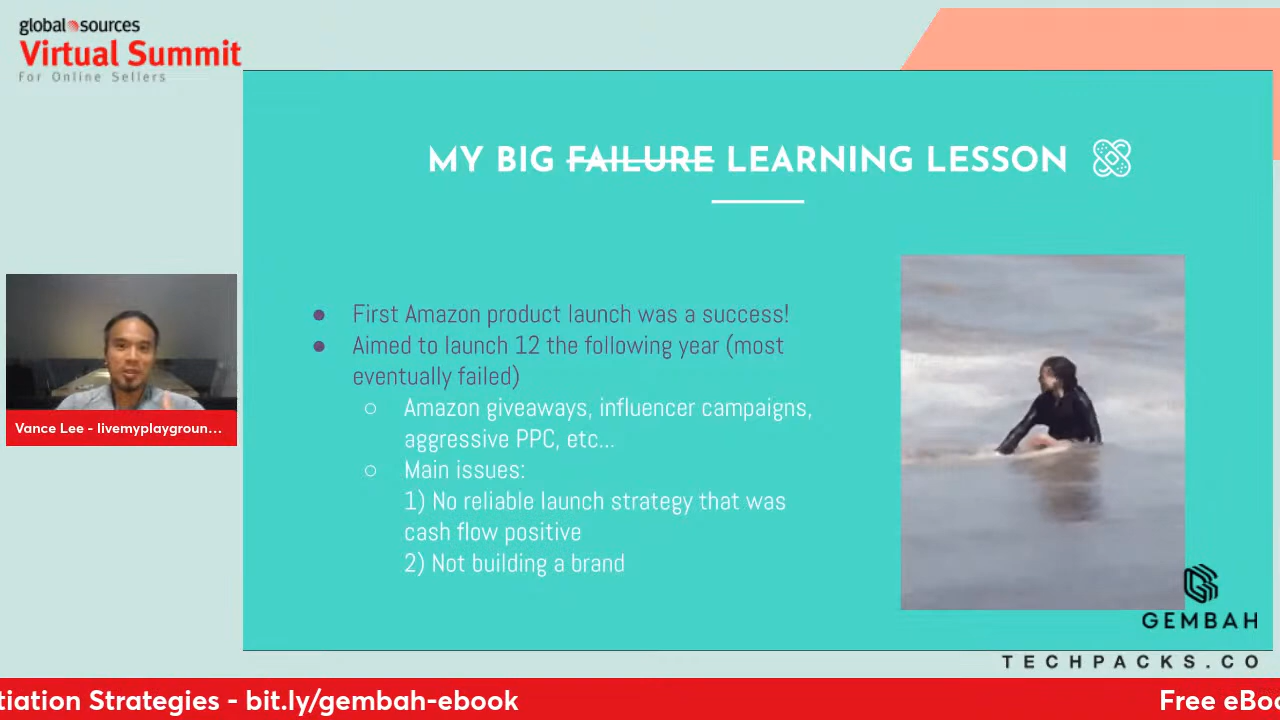 global sources
Virtual Summit
For Online Sellers
MY BIG FAILURE LEARNING LESSON
First Amazon product launch was a success!
Aimed to launch 12 the following year (most
eventually failed)
Amazon giveaways, influencer campaigns,
aggressive PPC, etc...
Main issues:
1) No reliable launch strategy that was
cash flow positive
2) Not building a brand
Vance Lee - livemyplaygroun...
GEMBAH
TECHPACKS.CO
tiation Strategies - bit.ly/gembah-ebook
Free eBoo